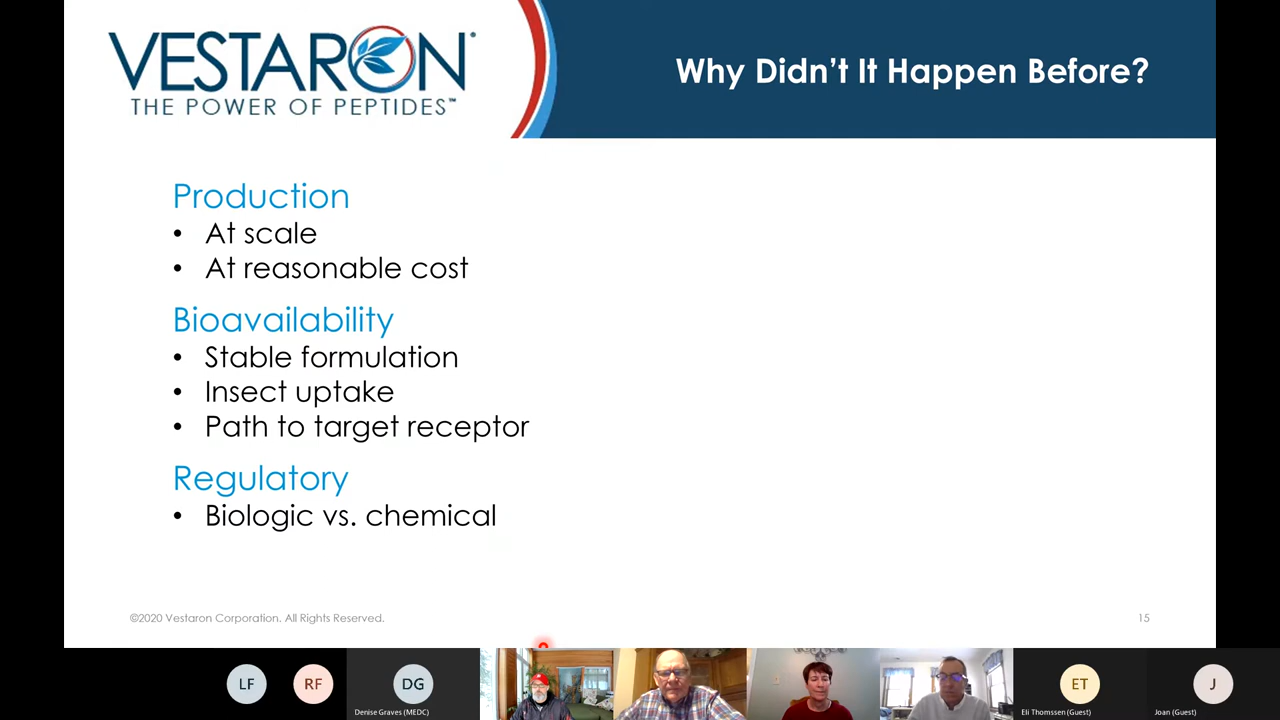 VESTARON®
THE POWER OF PEPTIDES™
Why Didn't It Happen Before?
Production
• At scale
• At reasonable cost
Bioavailability
• Stable formulation
• Insect uptake
• Path to target receptor
Regulatory
• Biologic vs. chemical
©2020 Vestaron Corporation. All Rights Reserved.
15
LF
RF
DG
ET
J
Denise Graves (MEDC)
Eli Thomssen (Guest)
Joan (Guest)